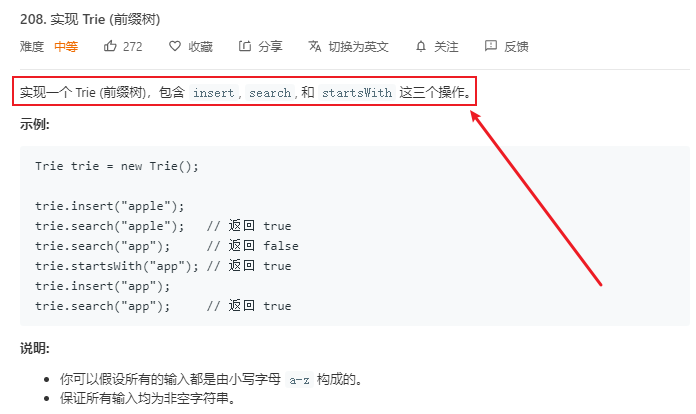 208. 实现 Trie (前缀树)
难度 中等 272 收藏 分享 切换为英文 关注 反馈
实现一个 Trie (前缀树)，包含 insert, search, 和 startsWith 这三个操作。
示例:
Trie trie = new Trie();
trie.insert("apple");
trie.search("apple");   // 返回 true
trie.search("app");     // 返回 false
trie.startsWith("app"); // 返回 true
trie.insert("app");
trie.search("app");     // 返回 true
说明:
• 你可以假设所有的输入都是由小写字母 a-z 构成的。
• 保证所有输入均为非空字符串。